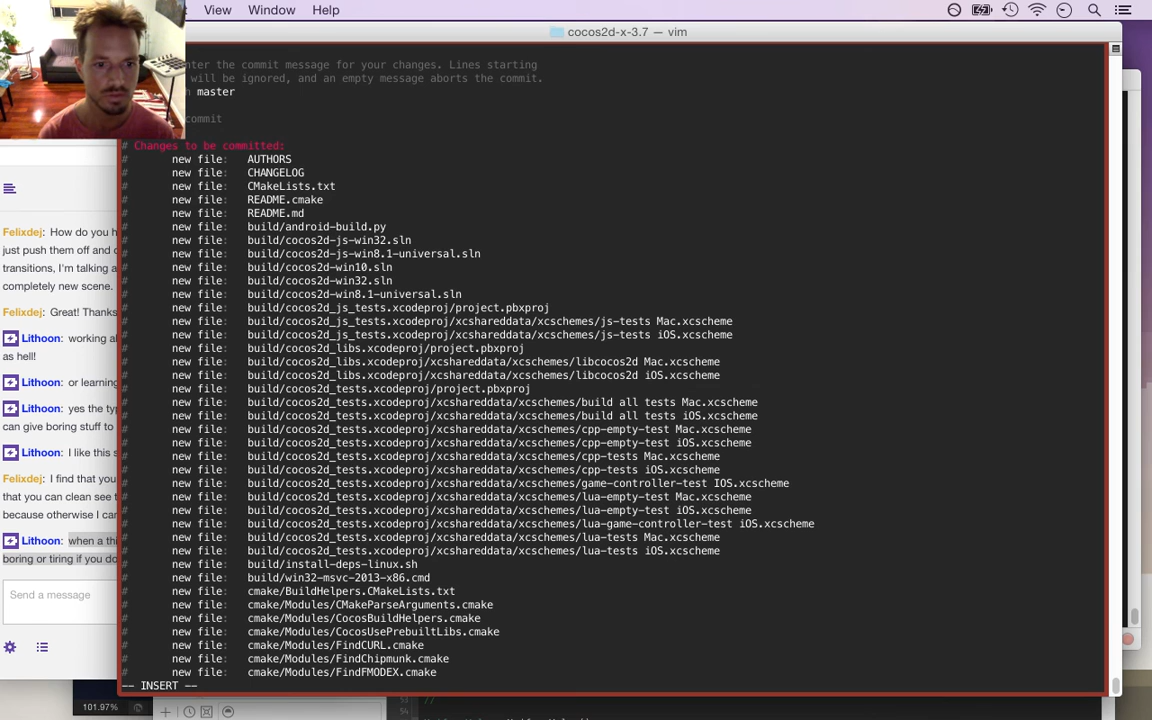 View Window Help
cocos2d-x-3.7 — vim
nter the commit message for your changes. Lines starting
will be ignored, and an empty message aborts the commit.
master
commit
# Changes to be committed:
# new file: AUTHORS
# new file: CHANGELOG
# new file: CMakeLists.txt
# new file: README.cmake
# new file: README.md
# new file: build/android-build.py
# new file: build/cocos2d-js-win32.sln
# new file: build/cocos2d-js-win8.1-universal.sln
# new file: build/cocos2d-win10.sln
# new file: build/cocos2d-win32.sln
# new file: build/cocos2d-win8.1-universal.sln
# new file: build/cocos2d_js_tests.xcodeproj/project.pbxproj
# new file: build/cocos2d_js_tests.xcodeproj/xcshareddata/xcschemes/js-tests Mac.xcscheme
# new file: build/cocos2d_js_tests.xcodeproj/xcshareddata/xcschemes/js-tests iOS.xcscheme
# new file: build/cocos2d_libs.xcodeproj/project.pbxproj
# new file: build/cocos2d_libs.xcodeproj/xcshareddata/xcschemes/libcocos2d Mac.xcscheme
# new file: build/cocos2d_libs.xcodeproj/xcshareddata/xcschemes/libcocos2d iOS.xcscheme
# new file: build/cocos2d_tests.xcodeproj/project.pbxproj
# new file: build/cocos2d_tests.xcodeproj/xcshareddata/xcschemes/build all tests Mac.xcscheme
# new file: build/cocos2d_tests.xcodeproj/xcshareddata/xcschemes/build all tests iOS.xcscheme
# new file: build/cocos2d_tests.xcodeproj/xcshareddata/xcschemes/cpp-empty-test Mac.xcscheme
# new file: build/cocos2d_tests.xcodeproj/xcshareddata/xcschemes/cpp-empty-test iOS.xcscheme
# new file: build/cocos2d_tests.xcodeproj/xcshareddata/xcschemes/cpp-tests Mac.xcscheme
# new file: build/cocos2d_tests.xcodeproj/xcshareddata/xcschemes/cpp-tests iOS.xcscheme
# new file: build/cocos2d_tests.xcodeproj/xcshareddata/xcschemes/game-controller-test IOS.xcscheme
# new file: build/cocos2d_tests.xcodeproj/xcshareddata/xcschemes/lua-empty-test Mac.xcscheme
# new file: build/cocos2d_tests.xcodeproj/xcshareddata/xcschemes/lua-empty-test iOS.xcscheme
# new file: build/cocos2d_tests.xcodeproj/xcshareddata/xcschemes/lua-game-controller-test iOS.xcscheme
# new file: build/cocos2d_tests.xcodeproj/xcshareddata/xcschemes/lua-tests Mac.xcscheme
# new file: build/cocos2d_tests.xcodeproj/xcshareddata/xcschemes/lua-tests iOS.xcscheme
# new file: build/install-deps-linux.sh
# new file: build/win32-msvc-2013-x86.cmd
# new file: cmake/BuildHelpers.CMakeLists.txt
# new file: cmake/Modules/CMakeParseArguments.cmake
# new file: cmake/Modules/CocosBuildHelpers.cmake
# new file: cmake/Modules/CocosUsePrebuiltLibs.cmake
# new file: cmake/Modules/FindCURL.cmake
# new file: cmake/Modules/FindChipmunk.cmake
# new file: cmake/Modules/FindFMODEX.cmake
-- INSERT --
Felixdej: How do you h
just push them off and
transitions, I'm talking a
completely new scene.
Felixdej: Great! Thanks
Lithoon: working a
as hell!
Lithoon: or learning
Lithoon: yes the ty
can give boring stuff to
Lithoon: I like this s
Felixdej: I find that you
that you can clean see t
because otherwise I can
Lithoon: when a thi
boring or tiring if you do
Send a message
101.97%
53 //
54